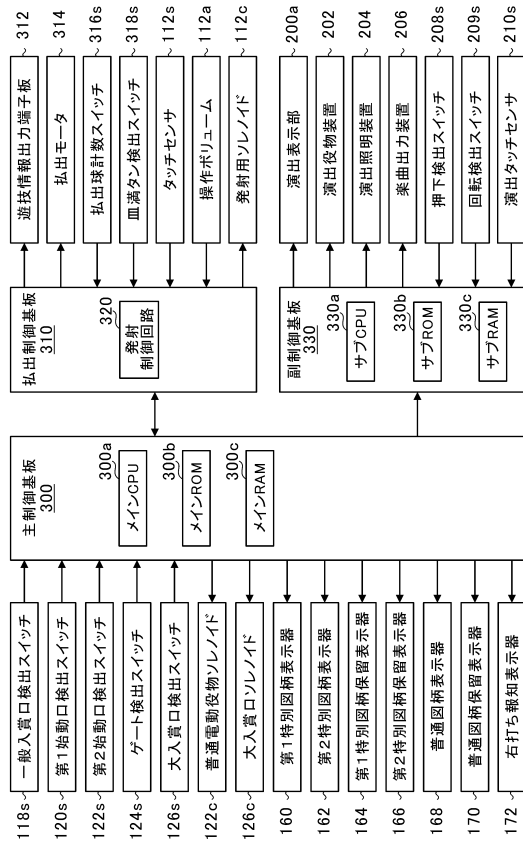 主制御基板
300
300a
メインCPU
300b
メインROM
300c
メインRAM
118s
一般入賞口検出スイッチ
120s
第1始動口検出スイッチ
122s
第2始動口検出スイッチ
124s
ゲート検出スイッチ
126s
大入賞口検出スイッチ
122c
普通電動役物ソレノイド
126c
大入賞口ソレノイド
160
第1特別図柄表示器
162
第2特別図柄表示器
164
第1特別図柄保留表示器
166
第2特別図柄保留表示器
168
普通図柄表示器
170
普通図柄保留表示器
172
右打ち報知表示器
払出制御基板
310
320
発射
制御回路
遊技情報出力端子板
312
払出モータ
314
払出球計数スイッチ
316s
皿満タン検出スイッチ
318s
タッチセンサ
112s
操作ボリューム
112a
発射用ソレノイド
112c
副制御基板
330
330a
サブCPU
330b
サブROM
330c
サブRAM
演出表示部
200a
演出役物装置
202
演出照明装置
204
楽曲出力装置
206
押下検出スイッチ
208s
回転検出スイッチ
209s
演出タッチセンサ
210s